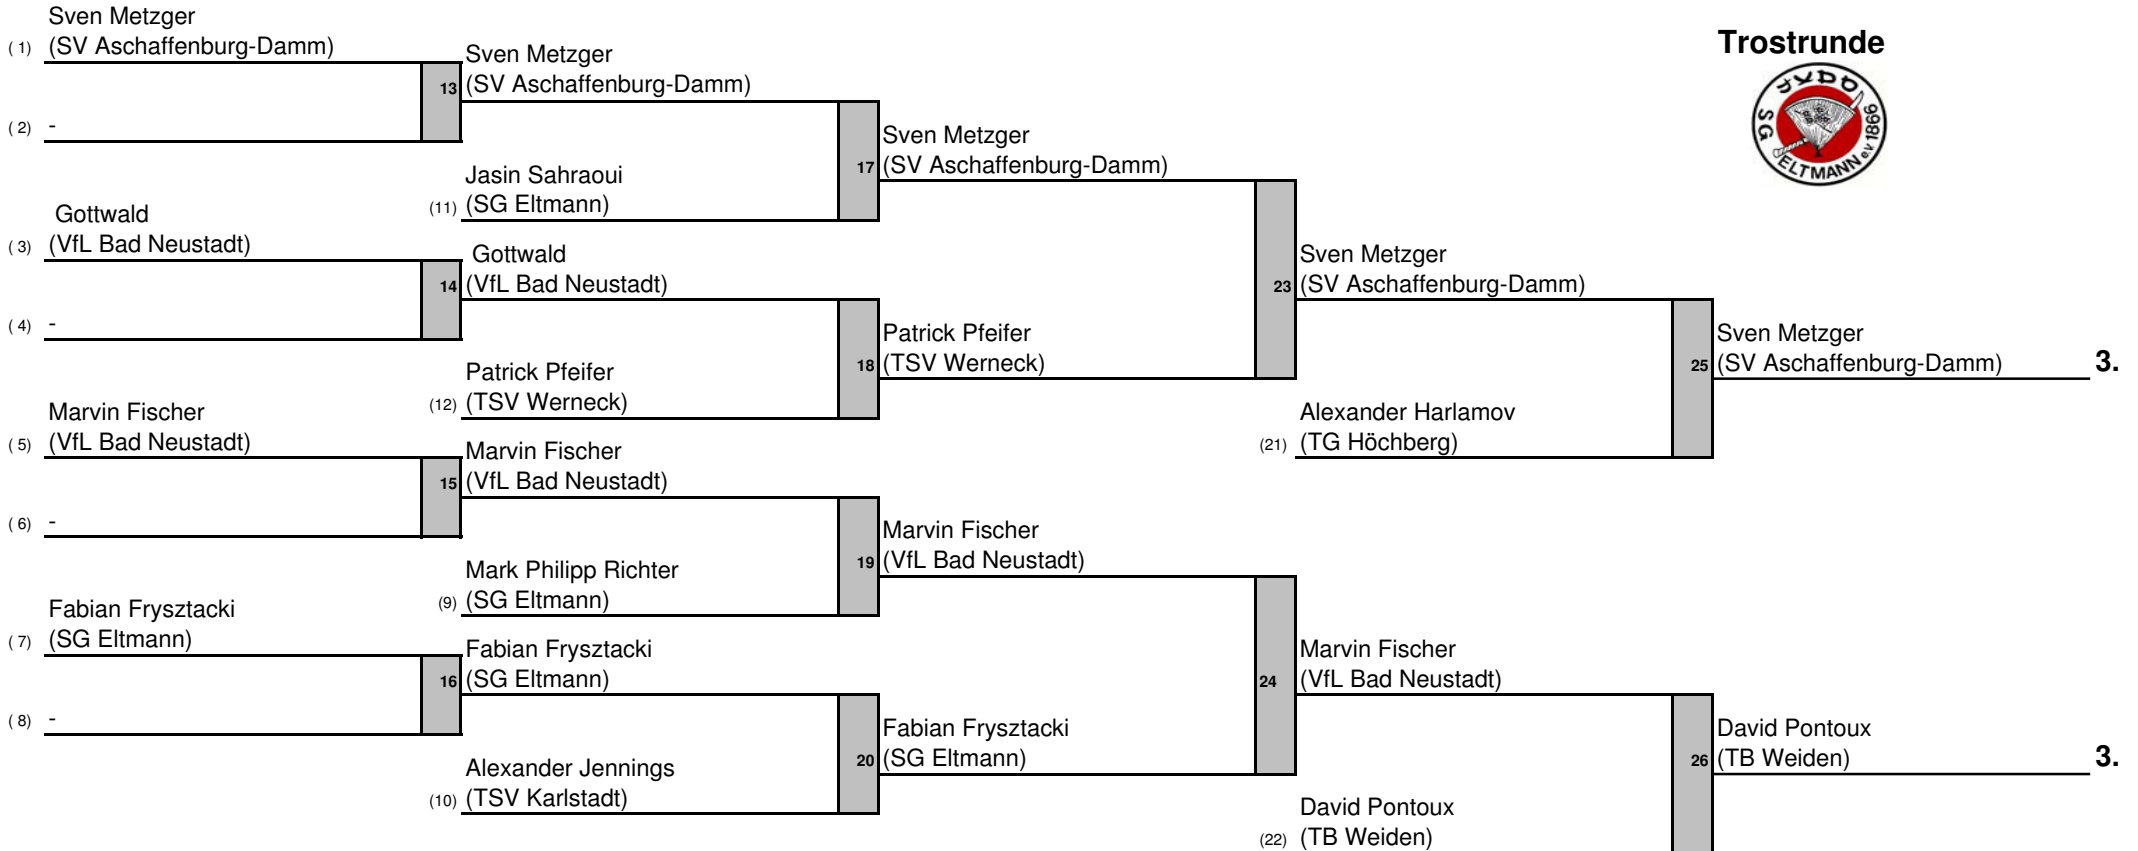 Trostrunde
JUDO
SG ELTMANN e.V. 1866
Sven Metzger
( 1) (SV Aschaffenburg-Damm)
( 2) -
Gottwald
( 3) (VfL Bad Neustadt)
( 4) -
Marvin Fischer
( 5) (VfL Bad Neustadt)
( 6) -
Fabian Frysztacki
( 7) (SG Eltmann)
( 8) -
Sven Metzger
13 (SV Aschaffenburg-Damm)
Jasin Sahraoui
(11) (SG Eltmann)
Gottwald
14 (VfL Bad Neustadt)
Patrick Pfeifer
(12) (TSV Werneck)
Marvin Fischer
15 (VfL Bad Neustadt)
Mark Philipp Richter
(9) (SG Eltmann)
Fabian Frysztacki
16 (SG Eltmann)
Alexander Jennings
(10) (TSV Karlstadt)
Sven Metzger
17 (SV Aschaffenburg-Damm)
Patrick Pfeifer
18 (TSV Werneck)
Marvin Fischer
19 (VfL Bad Neustadt)
Fabian Frysztacki
20 (SG Eltmann)
Sven Metzger
23 (SV Aschaffenburg-Damm)
Alexander Harlamov
(21) (TG Höchberg)
Marvin Fischer
24 (VfL Bad Neustadt)
David Pontoux
(22) (TB Weiden)
Sven Metzger
25 (SV Aschaffenburg-Damm) 3.
David Pontoux
26 (TB Weiden) 3.